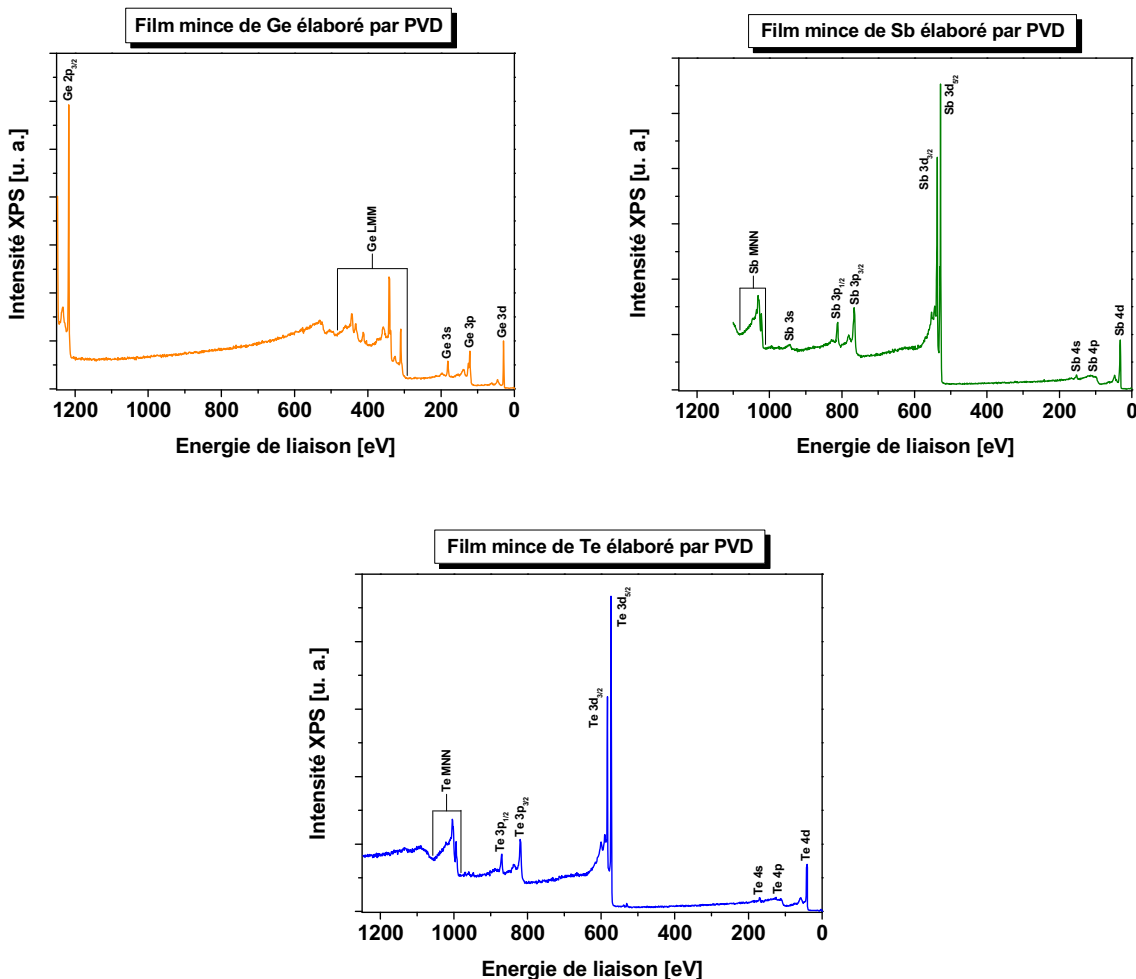 Film mince de Ge élaboré par PVD
Intensité XPS [u. a.]
Ge 2p3/2
Ge LMM
Ge 3s
Ge 3p
Ge 3d
1200 1000 800 600 400 200 0
Energie de liaison [eV]
Film mince de Sb élaboré par PVD
Intensité XPS [u. a.]
Sb MNN
Sb 3s
Sb 3p1/2
Sb 3p3/2
Sb 3d3/2
Sb 3d5/2
Sb 4s
Sb 4p
Sb 4d
1200 1000 800 600 400 200 0
Energie de liaison [eV]
Film mince de Te élaboré par PVD
Intensité XPS [u. a.]
Te MNN
Te 3p1/2
Te 3p3/2
Te 3d3/2
Te 3d5/2
Te 4s
Te 4p
Te 4d
1200 1000 800 600 400 200 0
Energie de liaison [eV]